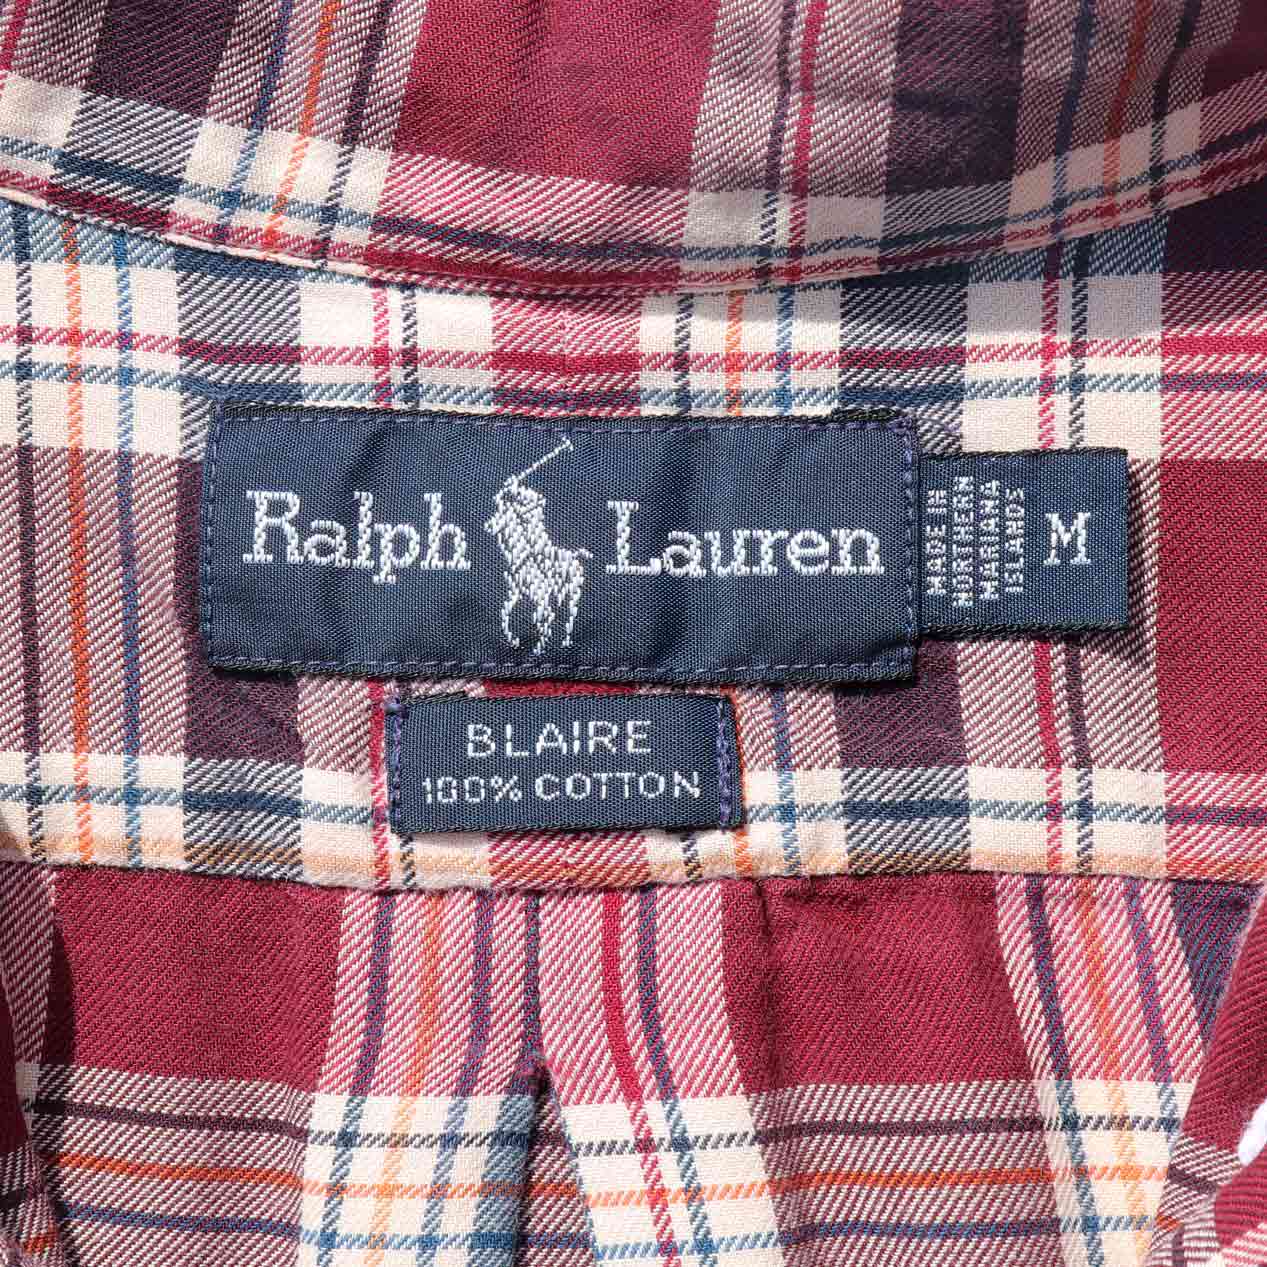 Ralph Lauren
MADE IN
NORTHERN
MARIANA
ISLANDS
M
BLAIRE
100% COTTON